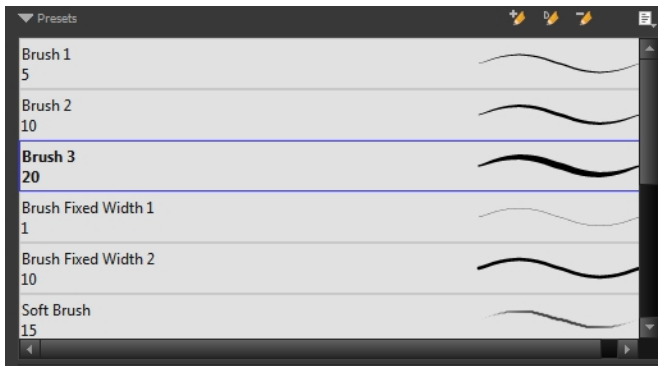 Presets
Brush 1
5
Brush 2
10
Brush 3
20
Brush Fixed Width 1
1
Brush Fixed Width 2
10
Soft Brush
15